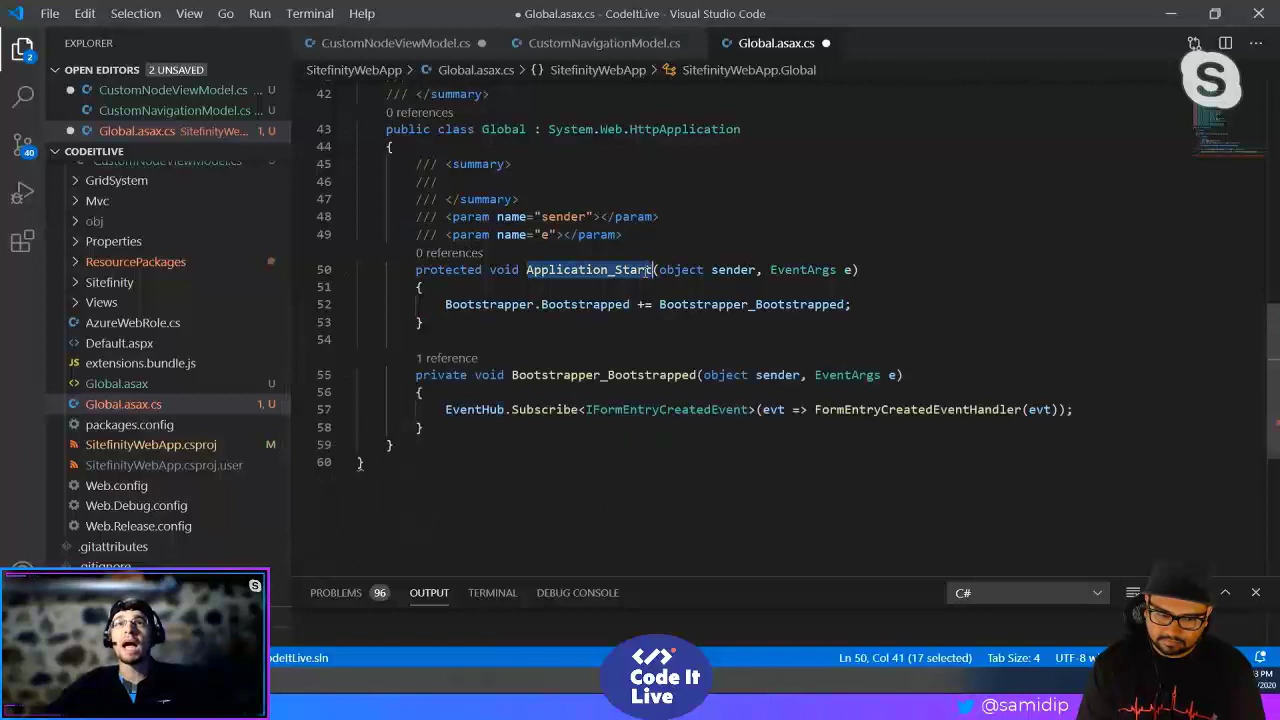 File Edit Selection View Go Run Terminal Help
● Global.asax.cs - CodeItLive - Visual Studio Code
EXPLORER
CustomNodeViewModel.cs ●
CustomNavigationModel.cs
Global.asax.cs ●
OPEN EDITORS 2 UNSAVED
SitefinityWebApp > Global.asax.cs > {} SitefinityWebApp > SitefinityWebApp.Global
● CustomNodeViewModel.cs ... U
CustomNavigationModel.cs ... U
● Global.asax.cs SitefinityWe... 1, U
CODEITLIVE
CustomNodeViewModel.cs U
GridSystem
Mvc
obj
Properties
ResourcePackages
Sitefinity
Views
AzureWebRole.cs
Default.aspx
extensions.bundle.js
Global.asax U
Global.asax.cs 1, U
packages.config
SitefinityWebApp.csproj M
SitefinityWebApp.csproj.user
Web.config
Web.Debug.config
Web.Release.config
.gitattributes
.gitignore
2
40
42 /// </summary>
0 references
43 public class Global : System.Web.HttpApplication
44 {
45 /// <summary>
46 ///
47 /// </summary>
48 /// <param name="sender"></param>
49 /// <param name="e"></param>
0 references
50 protected void Application_Start(object sender, EventArgs e)
51 {
52 Bootstrapper.Bootstrapped += Bootstrapper_Bootstrapped;
53 }
54
1 reference
55 private void Bootstrapper_Bootstrapped(object sender, EventArgs e)
56 {
57 EventHub.Subscribe<IFormEntryCreatedEvent>(evt => FormEntryCreatedEventHandler(evt));
58 }
59 }
60 }
PROBLEMS 96 OUTPUT TERMINAL DEBUG CONSOLE
C#
CodeItLive.sln
Ln 50, Col 41 (17 selected) Tab Size: 4 UTF-8
Code It
Live
@samidip